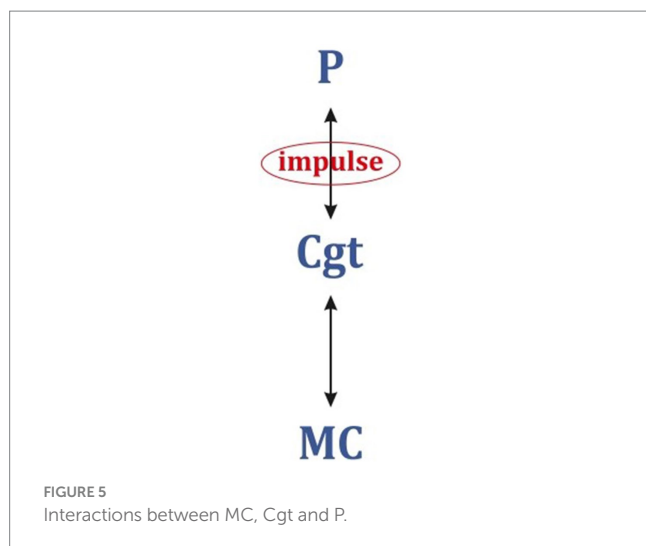 P
impulse
Cgt
MC
FIGURE 5
Interactions between MC, Cgt and P.